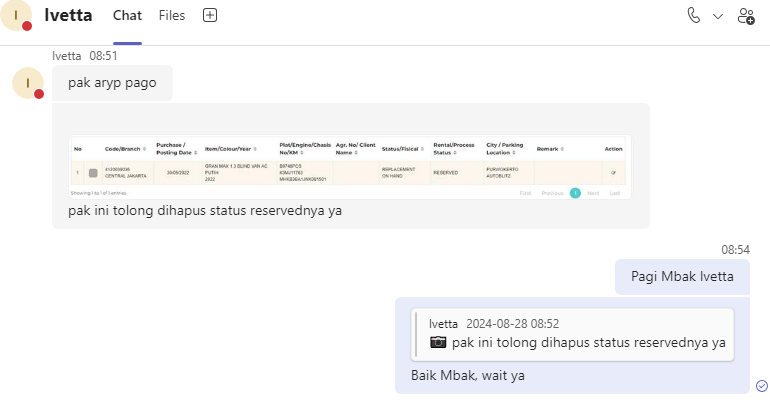 I
Ivetta
Chat
Files
Ivetta 08:51
I
pak aryp pago
No
Code/Branch
Purchase / Posting Date
Item/Colour/Year
Plat/Engine/Chasis No/KM
Agr. No/ Client Name
Status/Fisical
Rental/Process Status
City / Parking Location
Remark
Action
1
CENTRAL JAKARTA
30/05/2022
GRAN MAX 1.3 BLIND VAN AC
PUTIH
2022
REPLACEMENT
ON HAND
RESERVED
PURWOKERTO
AUTOBLITZ
Showing 1 to 1 of 1 entries
First Previous 1 Next Last
pak ini tolong dihapus status reservednya ya
08:54
Pagi Mbak Ivetta
Ivetta 2024-08-28 08:52
pak ini tolong dihapus status reservednya ya
Baik Mbak, wait ya